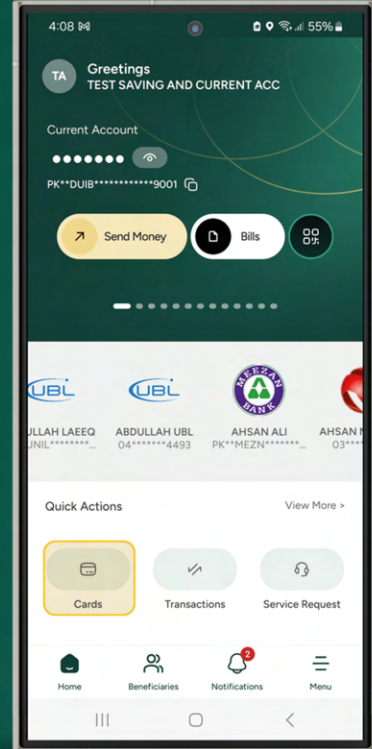 4:08
55%
TA
Greetings
TEST SAVING AND CURRENT ACC
Current Account
PK**DUIB************9001
Send Money
Bills
UBL
UBL
MEEZAN
BANK
ULLAH LAEEQ
ABDULLAH UBL
AHSAN ALI
AHSAN
UNIL********_
04*******4493
PK**MEZN*******_
03****
Quick Actions
View More >
Cards
Transactions
Service Request
2
Home
Beneficiaries
Notifications
Menu